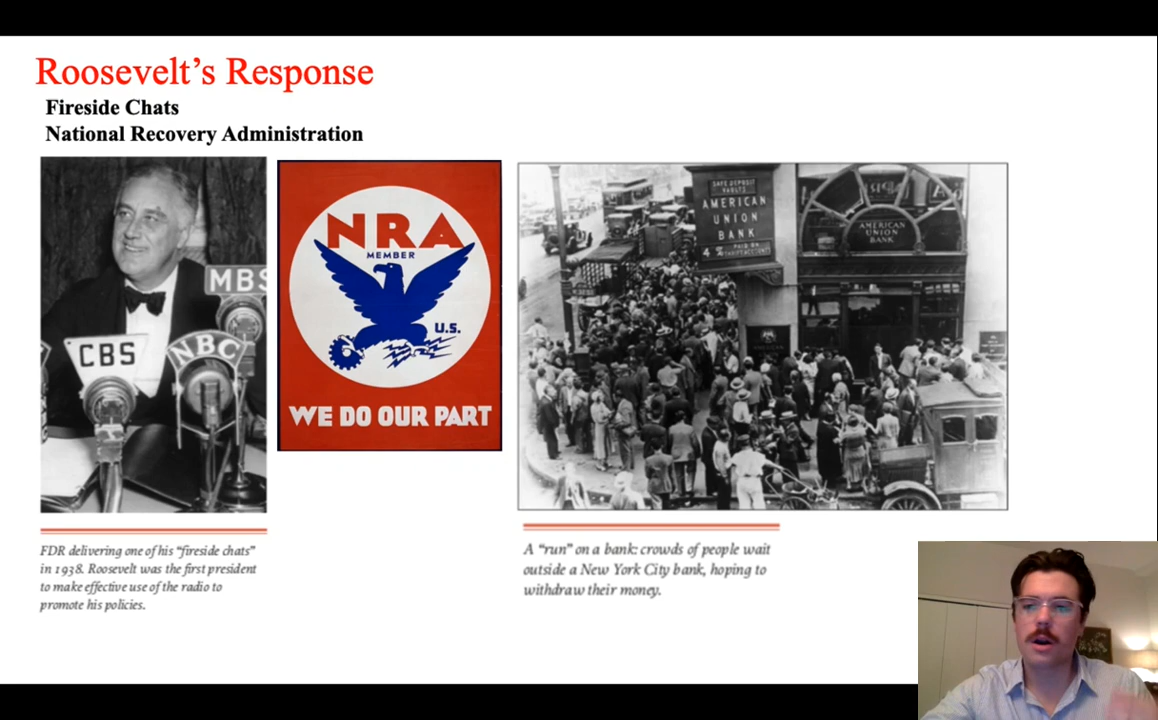 Roosevelt’s Response
Fireside Chats
National Recovery Administration
MBS
CBS
NBC
NRA
MEMBER
U.S.
WE DO OUR PART
SAFE DEPOSIT
VAULTS
AMERICAN
UNION
BANK
4% PAID ON
AMERICAN
UNION
BANK
FDR delivering one of his “fireside chats”
in 1938. Roosevelt was the first president
to make effective use of the radio to
promote his policies.
A “run” on a bank: crowds of people wait
outside a New York City bank, hoping to
withdraw their money.